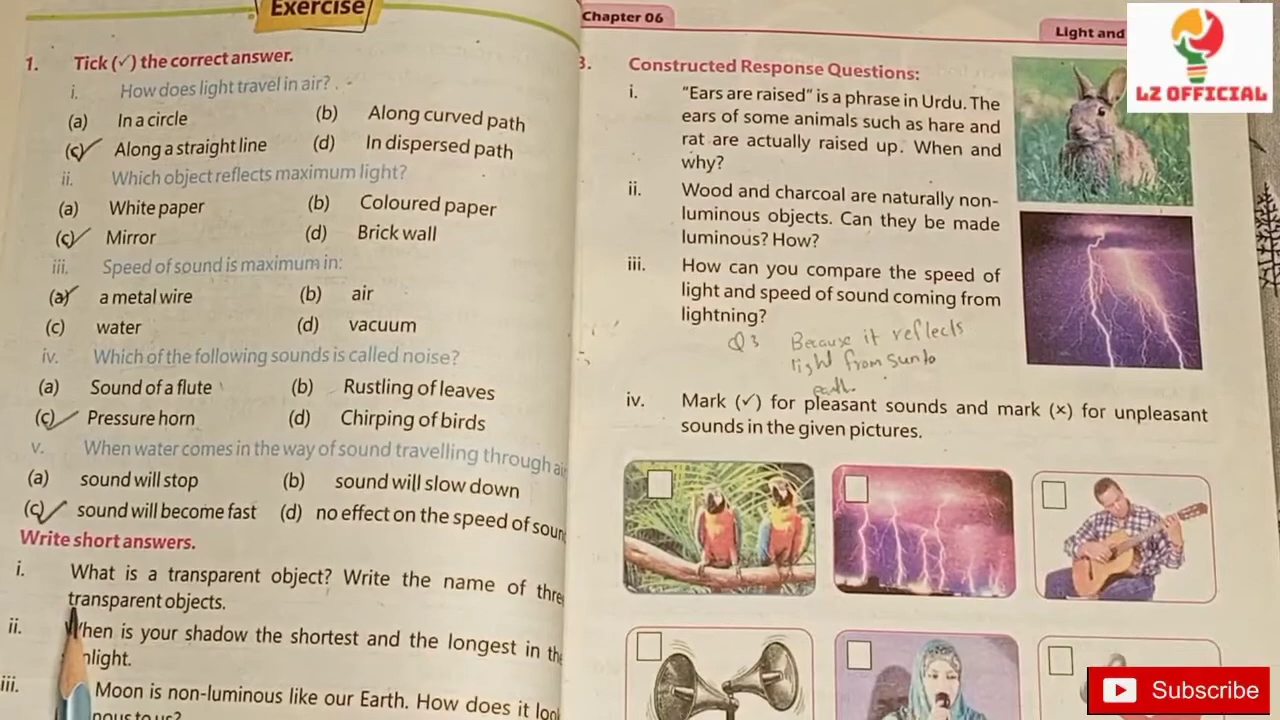 Exercise
1. Tick (✓) the correct answer.
i. How does light travel in air?
(a) In a circle (b) Along curved path
(c) Along a straight line (d) In dispersed path
ii. Which object reflects maximum light?
(a) White paper (b) Coloured paper
(c) Mirror (d) Brick wall
iii. Speed of sound is maximum in:
(a) a metal wire (b) air
(c) water (d) vacuum
iv. Which of the following sounds is called noise?
(a) Sound of a flute (b) Rustling of leaves
(c) Pressure horn (d) Chirping of birds
v. When water comes in the way of sound travelling through
(a) sound will stop (b) sound will slow down
(c) sound will become fast (d) no effect on the speed of
Write short answers.
i. What is a transparent object? Write the name of
transparent objects.
ii. When is your shadow the shortest and the longest in
iii. Moon is non-luminous like our Earth. How does it
to us?
Chapter 06
Light and
3. Constructed Response Questions:
i. "Ears are raised" is a phrase in Urdu. The
ears of some animals such as hare and
rat are actually raised up. When and
why?
ii. Wood and charcoal are naturally non-
luminous objects. Can they be made
luminous? How?
iii. How can you compare the speed of
light and speed of sound coming from
lightning?
Q3 Because it reflects
light from sun to
earth.
iv. Mark (✓) for pleasant sounds and mark (×) for unpleasant
sounds in the given pictures.
LZ OFFICIAL
Subscribe